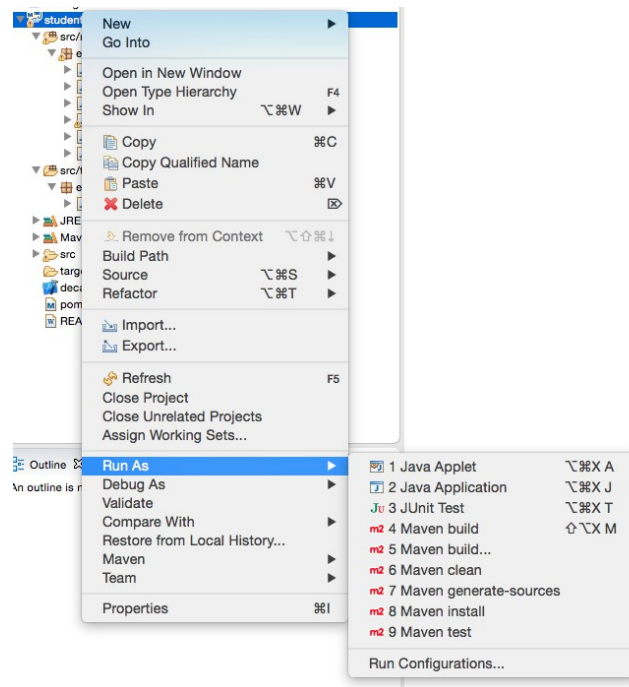 student
src/
e
src/
e
JRE
Mav
src
targe
deca
pom
REA
Outline
An outline is n
New
Go Into
Open in New Window
Open Type Hierarchy F4
Show In ⌥⌘W
Copy ⌘C
Copy Qualified Name
Paste ⌘V
Delete ⌦
Remove from Context ⌥⇧⌘↓
Build Path
Source ⌥⌘S
Refactor ⌥⌘T
Import...
Export...
Refresh F5
Close Project
Close Unrelated Projects
Assign Working Sets...
Run As
Debug As
Validate
Compare With
Restore from Local History...
Maven
Team
Properties ⌘I
1 Java Applet ⌥⌘X A
2 Java Application ⌥⌘X J
Ju 3 JUnit Test ⌥⌘X T
m2 4 Maven build ⇧⌥X M
m2 5 Maven build...
m2 6 Maven clean
m2 7 Maven generate-sources
m2 8 Maven install
m2 9 Maven test
Run Configurations...